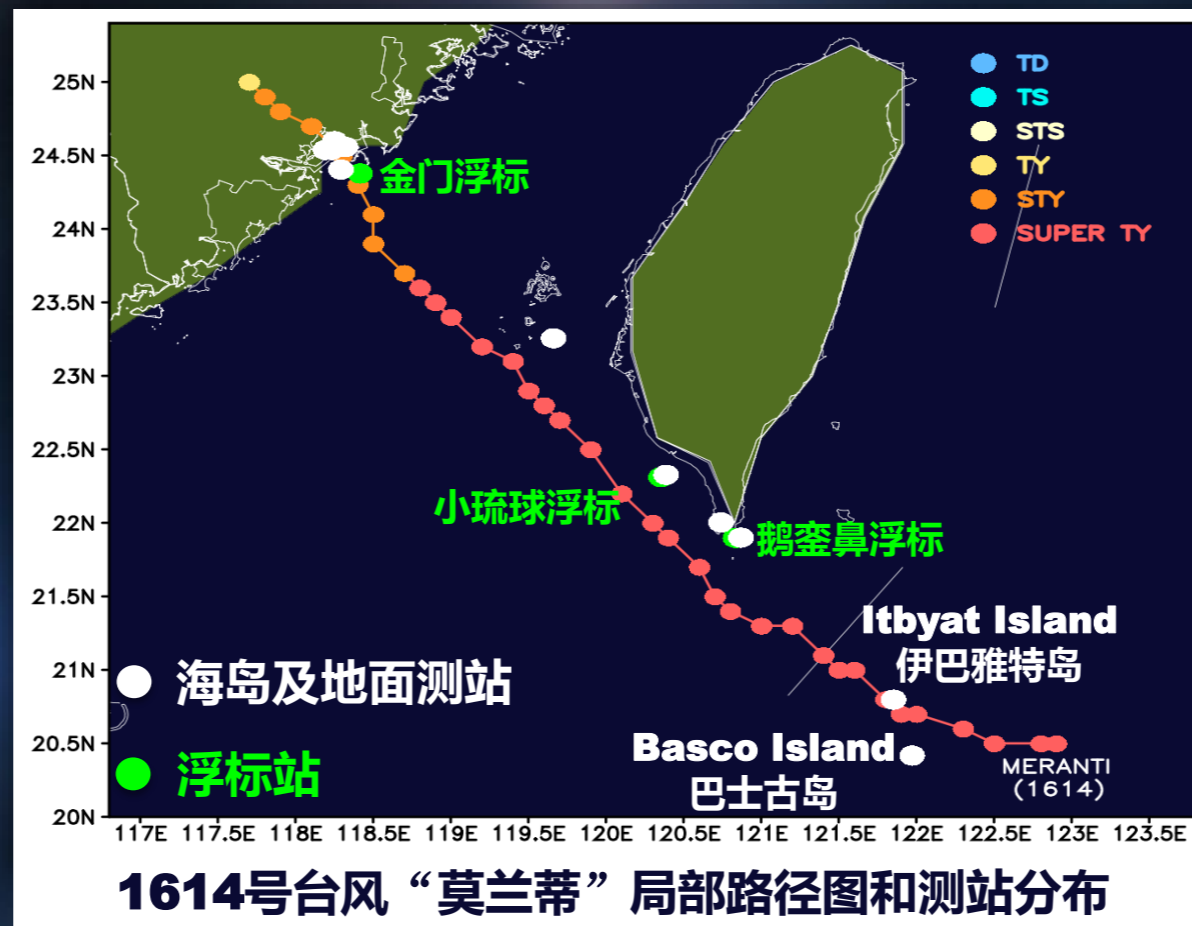 25N
24.5N
24N
23.5N
23N
22.5N
22N
21.5N
21N
20.5N
20N
TD
TS
STS
TY
STY
SUPER TY
金门浮标
小琉球浮标
鹅銮鼻浮标
Itbyat Island
伊巴雅特岛
海岛及地面测站
Basco Island
巴士古岛
MERANTI
(1614)
浮标站
117E 117.5E 118E 118.5E 119E 119.5E 120E 120.5E 121E 121.5E 122E 122.5E 123E 123.5E
1614号台风“莫兰蒂”局部路径图和测站分布